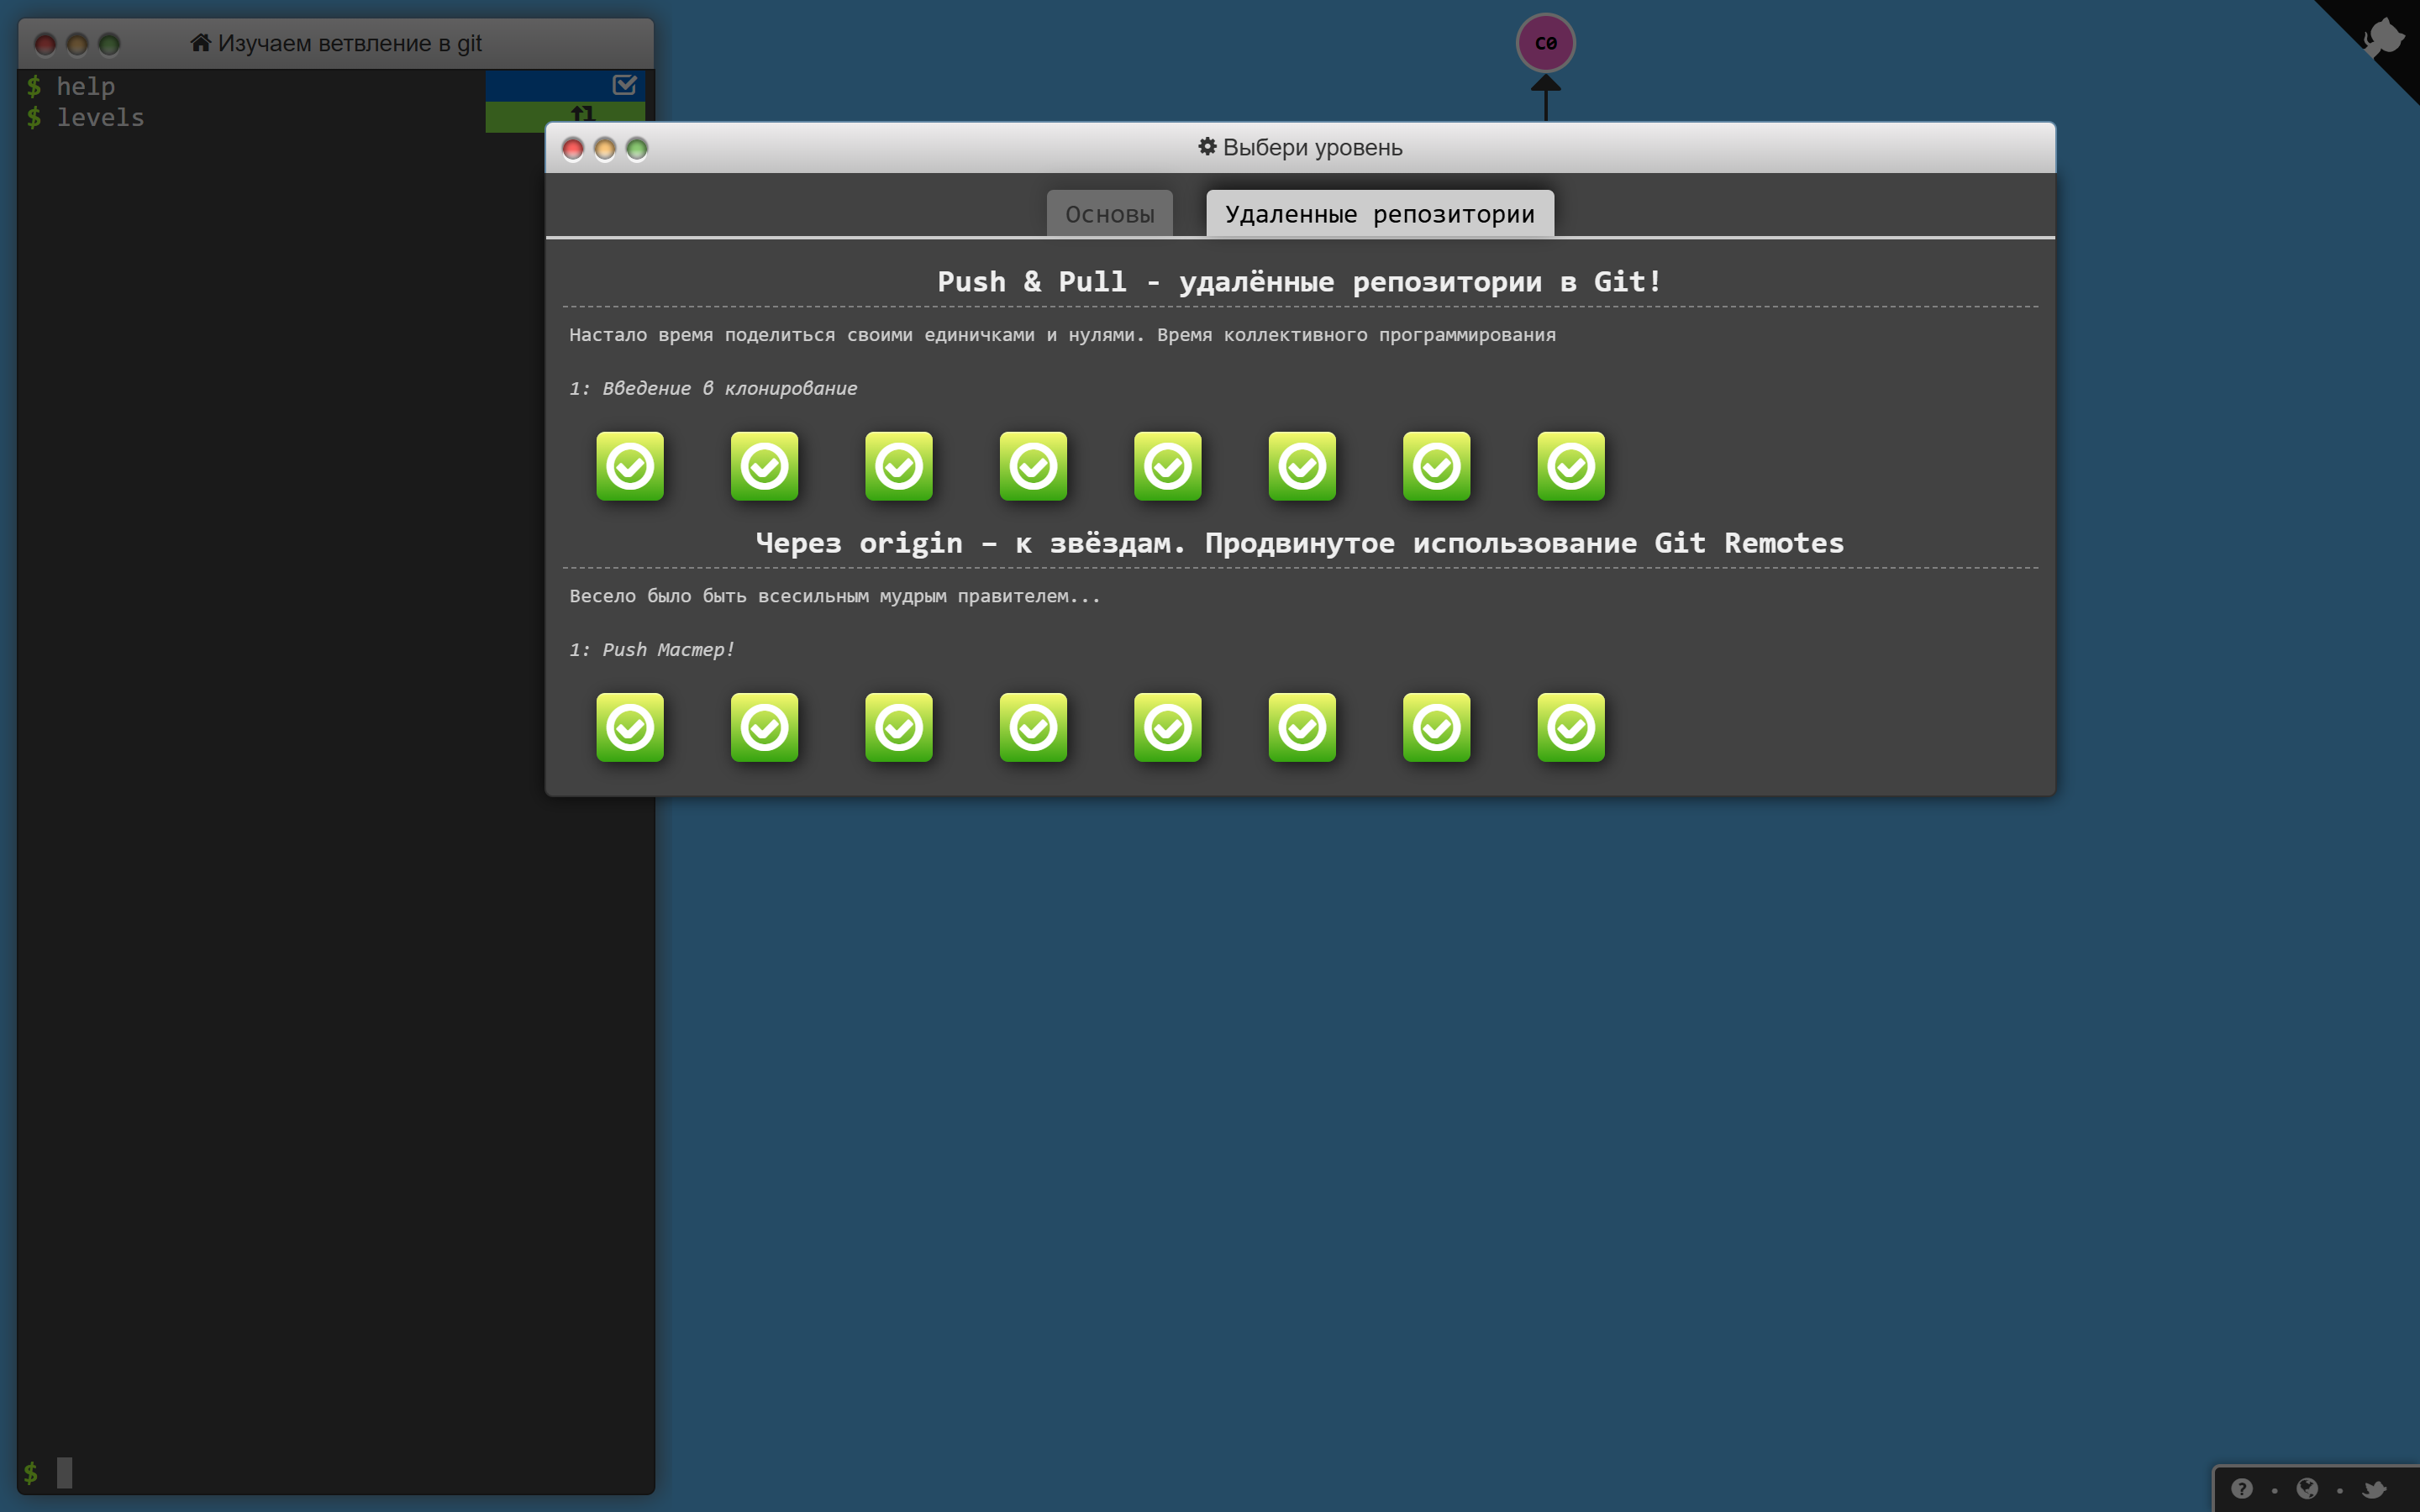 Изучаем ветвление в git
$ help
$ levels
C0
Выбери уровень
Основы
Удаленные репозитории
Push & Pull - удалённые репозитории в Git!
Настало время поделиться своими единичками и нулями. Время коллективного программирования
1: Введение в клонирование
Через origin – к звёздам. Продвинутое использование Git Remotes
Весело было быть всесильным мудрым правителем...
1: Push Мастер!
$